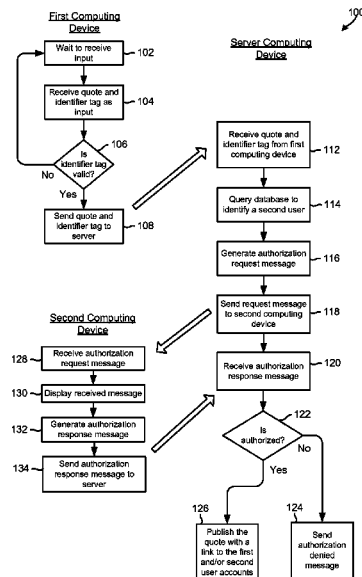 100
First Computing
Device
Wait to receive
input
102
Receive quote and
identifier tag as
input
104
106
Is
identifier tag
valid?
No
Yes
Send quote and
identifier tag to
server
108
Server Computing
Device
Receive quote and
identifier tag from first
computing device
112
Query database to
identify a second user
114
Generate authorization
request message
116
Send request message
to second computing
device
118
Receive authorization
response message
120
122
Is
authorized?
Yes
No
126
Publish the
quote with a
link to the first
and/or second
user accounts
124
Send
authorization
denied
message
Second Computing
Device
128
Receive authorization
request message
130
Display received message
132
Generate authorization
response message
134
Send authorization
response message to
server